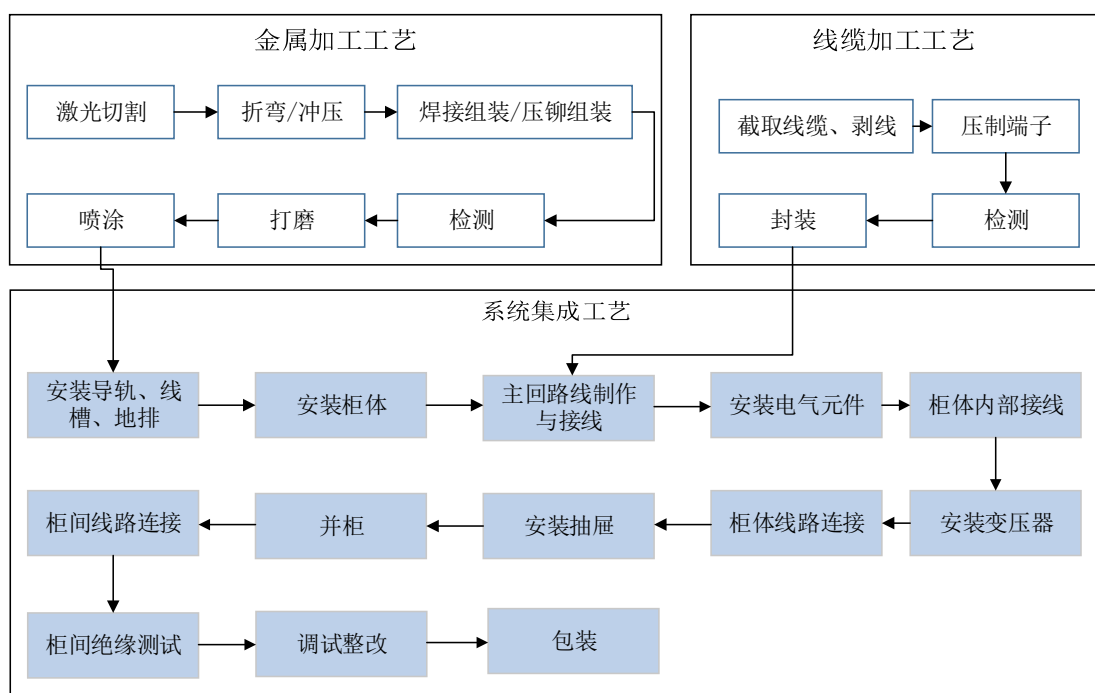 金属加工工艺
激光切割
折弯/冲压
焊接组装/压铆组装
喷涂
打磨
检测
线缆加工工艺
截取线缆、剥线
压制端子
封装
检测
系统集成工艺
安装导轨、线
槽、地排
安装柜体
主回路线制作
与接线
安装电气元件
柜体内部接线
柜间线路连接
并柜
安装抽屉
柜体线路连接
安装变压器
柜间绝缘测试
调试整改
包装